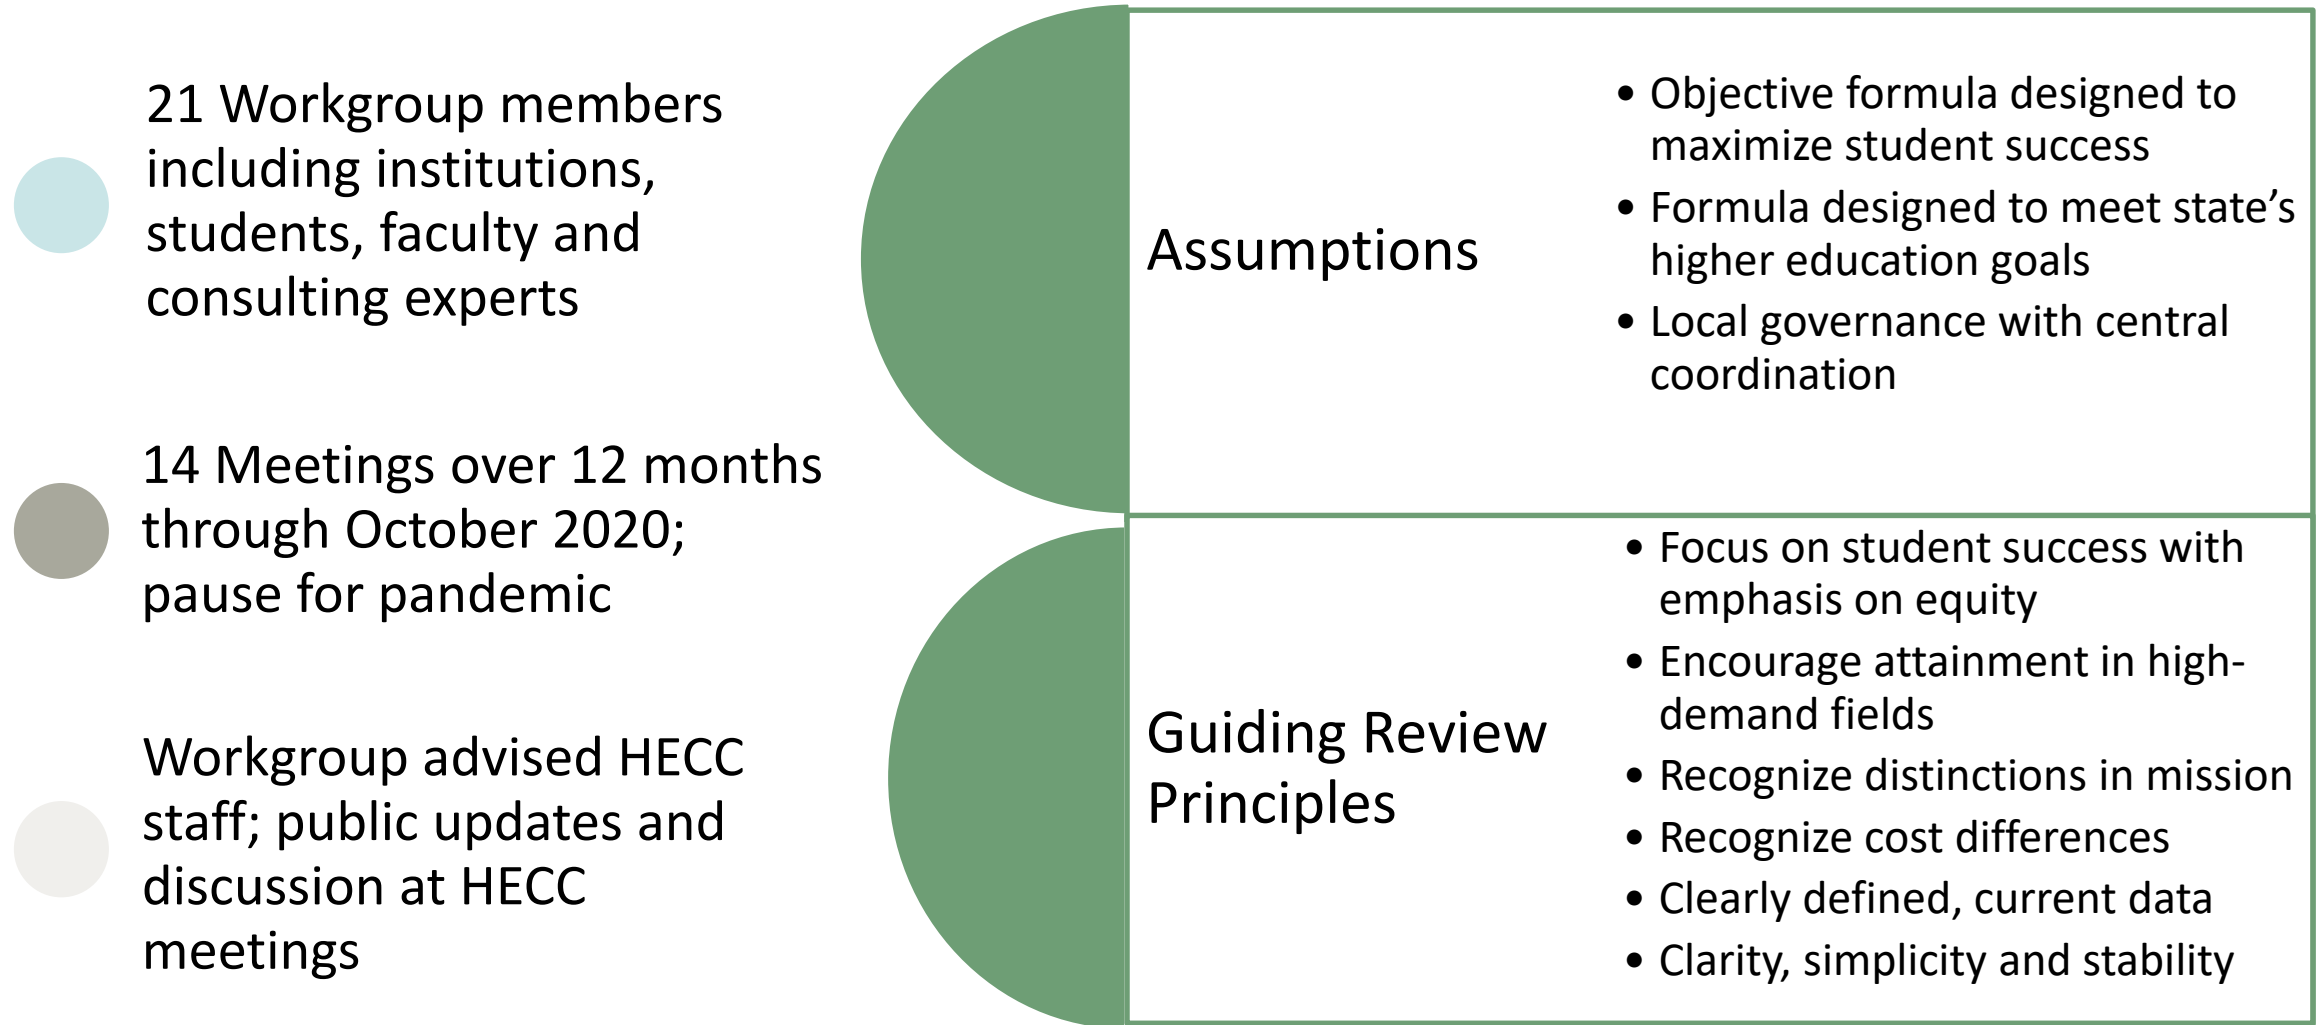 21 Workgroup members
including institutions,
students, faculty and
consulting experts
14 Meetings over 12 months
through October 2020;
pause for pandemic
Workgroup advised HECC
staff; public updates and
discussion at HECC
meetings
Assumptions
• Objective formula designed to
maximize student success
• Formula designed to meet state’s
higher education goals
• Local governance with central
coordination
Guiding Review
Principles
• Focus on student success with
emphasis on equity
• Encourage attainment in high-
demand fields
• Recognize distinctions in mission
• Recognize cost differences
• Clearly defined, current data
• Clarity, simplicity and stability